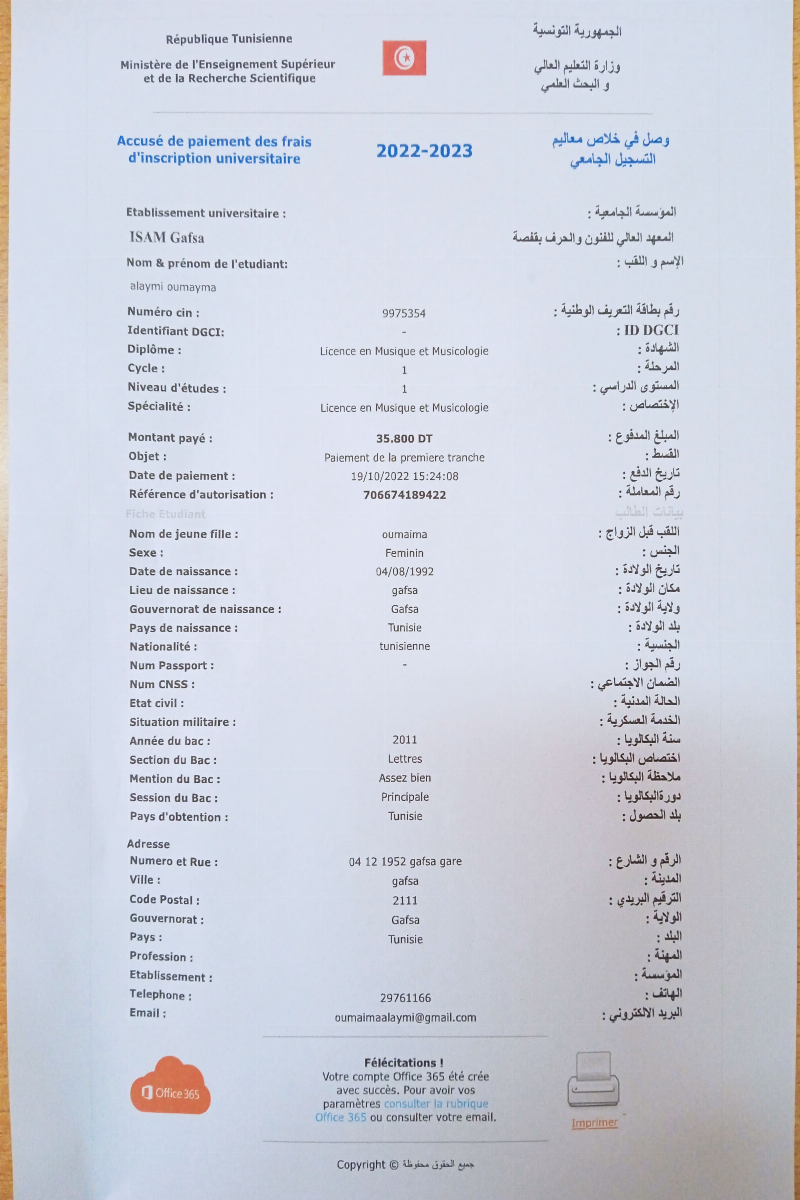 République Tunisienne
الجمهورية التونسية
Ministère de l'Enseignement Supérieur
et de la Recherche Scientifique
وزارة التعليم العالي
و البحث العلمي
Accusé de paiement des frais
d'inscription universitaire
2022-2023
وصل في خلاص معاليم
التسجيل الجامعي
Etablissement universitaire : المؤسسة الجامعية :
ISAM Gafsa المعهد العالي للفنون والحرف بقفصة
Nom & prénom de l'etudiant: الإسم و اللقب :
alaymi oumayma
Numéro cin : 9975354 رقم بطاقة التعريف الوطنية :
Identifiant DGCI: - ID DGCI :
Diplôme : Licence en Musique et Musicologie الشهادة :
Cycle : 1 المرحلة :
Niveau d'études : 1 المستوى الدراسي :
Spécialité : Licence en Musique et Musicologie الإختصاص :
Montant payé : 35.800 DT المبلغ المدفوع :
Objet : Paiement de la premiere tranche القسط :
Date de paiement : 19/10/2022 15:24:08 تاريخ الدفع :
Référence d'autorisation : 706674189422 رقم المعاملة :
Fiche Etudiant بيانات الطالب
Nom de jeune fille : oumaima اللقب قبل الزواج :
Sexe : Feminin الجنس :
Date de naissance : 04/08/1992 تاريخ الولادة :
Lieu de naissance : gafsa مكان الولادة :
Gouvernorat de naissance : Gafsa ولاية الولادة :
Pays de naissance : Tunisie بلد الولادة :
Nationalité : tunisienne الجنسية :
Num Passport : - رقم الجواز :
Num CNSS : الضمان الاجتماعي :
Etat civil : الحالة المدنية :
Situation militaire : الخدمة العسكرية :
Année du bac : 2011 سنة البكالويا :
Section du Bac : Lettres اختصاص البكالويا :
Mention du Bac : Assez bien ملاحظة البكالويا :
Session du Bac : Principale دورةالبكالويا :
Pays d'obtention : Tunisie بلد الحصول :
Adresse
Numero et Rue : 04 12 1952 gafsa gare الرقم و الشارع :
Ville : gafsa المدينة :
Code Postal : 2111 الترقيم البريدي :
Gouvernorat : Gafsa الولاية :
Pays : Tunisie البلد :
Profession : المهنة :
Etablissement : المؤسسة :
Telephone : 29761166 الهاتف :
Email : oumaimaalaymi@gmail.com البريد الالكتروني :
Office 365
Félécitations !
Votre compte Office 365 été crée
avec succès. Pour avoir vos
paramètres consulter la rubrique
Office 365 ou consulter votre email.
Imprimer
Copyright © جميع الحقوق محفوظة